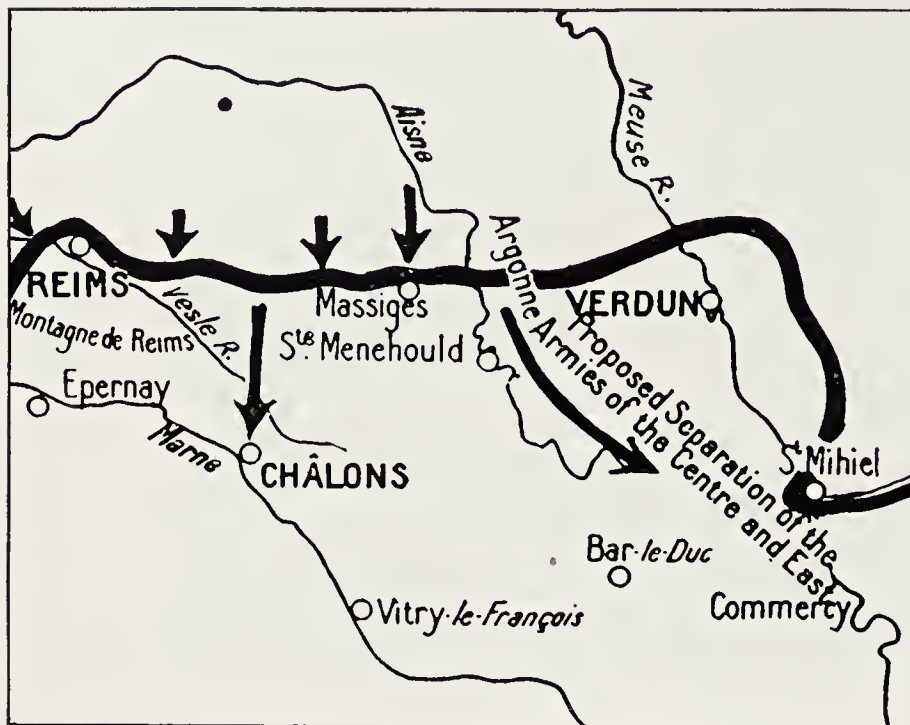 Meuse R.
Aisne
Argonne
REIMS
Vesle R.
Montagne de Reims
Massiges
Ste Menehould
VERDUN
Proposed Separation of the
Armies of the Centre and East
Epernay
Marne
CHÂLONS
St Mihiel
Bar-le-Duc
Commercy
Vitry-le-François